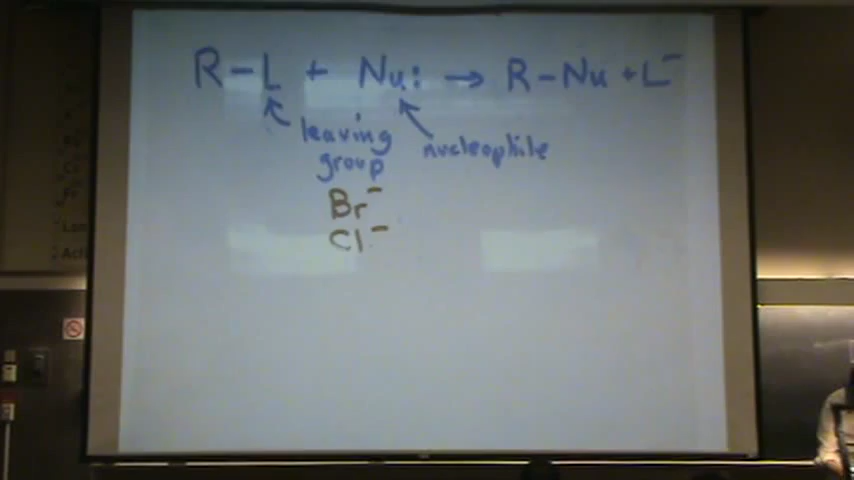 R-L + Nu: → R-Nu + L⁻
leaving
group
nucleophile
Br⁻
Cl⁻